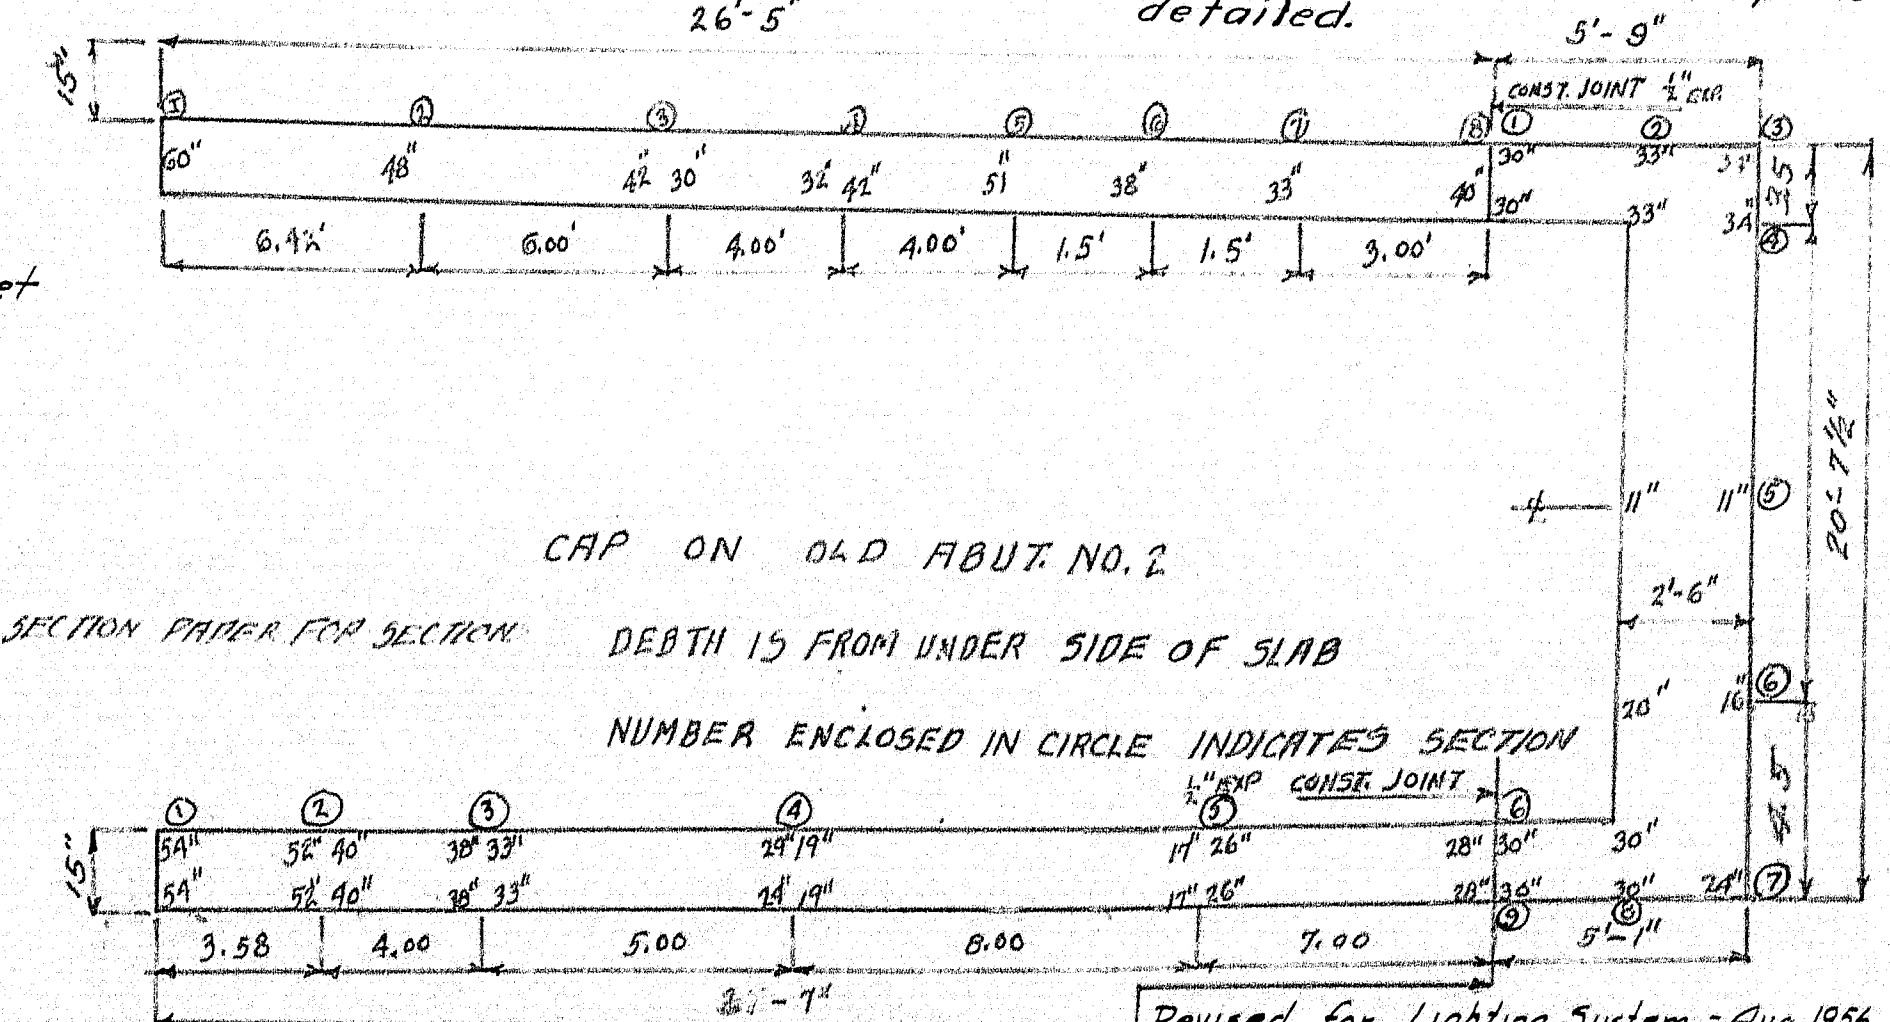 26'-5"
detailed.
5'-9"
15"
CONST. JOINT ½" EXP.
① ② ③ ④ ⑤ ⑥ ⑦ ⑧ ① ② ③
60" 48" 42" 30" 32" 42" 51" 38" 33" 40" 30" 33"
30" 33" 34" ④
6.42' 6.00' 4.00' 4.00' 1.5' 1.5' 3.00'
et
20'-7½"
11" 11" ⑤
CAP ON OLD ABUT. NO. 2
2'-6"
SECTION PAPER FOR SECTION
DEBTH IS FROM UNDER SIDE OF SLAB
20" 16" ⑥
NUMBER ENCLOSED IN CIRCLE INDICATES SECTION
½" EXP CONST. JOINT
① ② ③ ④ ⑤ ⑥
15"
54" 52" 40" 38" 33" 29" 19" 17" 26" 28" 30" 30"
54" 52" 40" 38" 33" 29" 19" 17" 26" 28" 30" 30" 24" ⑦
⑨ ⑧
3.58 4.00 5.00 8.00 7.00 5'-1"
-7"
Revised for Lighting System - Aug. 1956